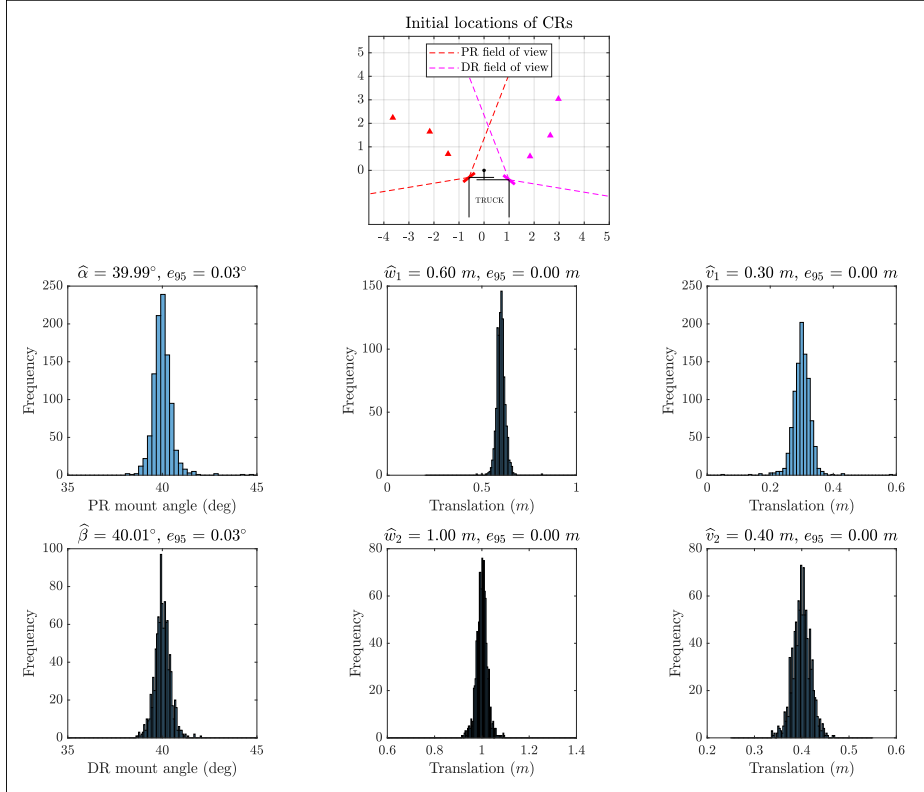 Initial locations of CRs
PR field of view
DR field of view
5
4
3
2
1
0
TRUCK
-4 -3 -2 -1 0 1 2 3 4 5
α̂ = 39.99°, e₉₅ = 0.03°
250
200
150
100
50
0
Frequency
35 40 45
PR mount angle (deg)
ŵ₁ = 0.60 m, e₉₅ = 0.00 m
150
100
50
0
Frequency
0 0.5 1
Translation (m)
v̂₁ = 0.30 m, e₉₅ = 0.00 m
250
200
150
100
50
0
Frequency
0 0.2 0.4 0.6
Translation (m)
β̂ = 40.01°, e₉₅ = 0.03°
100
80
60
40
20
0
Frequency
35 40 45
DR mount angle (deg)
ŵ₂ = 1.00 m, e₉₅ = 0.00 m
80
60
40
20
0
Frequency
0.6 0.8 1 1.2 1.4
Translation (m)
v̂₂ = 0.40 m, e₉₅ = 0.00 m
80
60
40
20
0
Frequency
0.2 0.3 0.4 0.5 0.6
Translation (m)